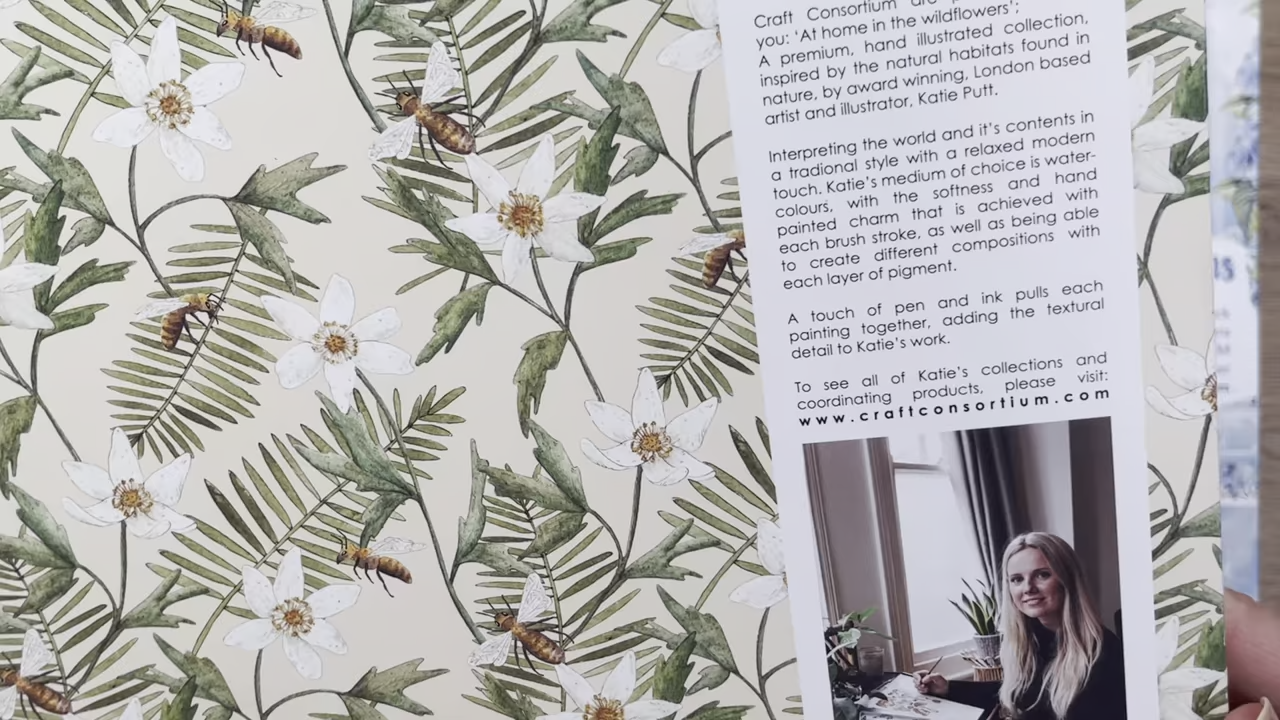 Craft Consortium are
you: ‘At home in the wildflowers’;
A premium, hand illustrated collection,
inspired by the natural habitats found in
nature, by award winning, London based
artist and illustrator, Katie Putt.
Interpreting the world and it’s contents in
a tradional style with a relaxed modern
touch. Katie’s medium of choice is water-
colours, with the softness and hand
painted charm that is achieved with
each brush stroke, as well as being able
to create different compositions with
each layer of pigment.
A touch of pen and ink pulls each
painting together, adding the textural
detail to Katie’s work.
To see all of Katie’s collections and
coordinating products, please visit:
www.craftconsortium.com